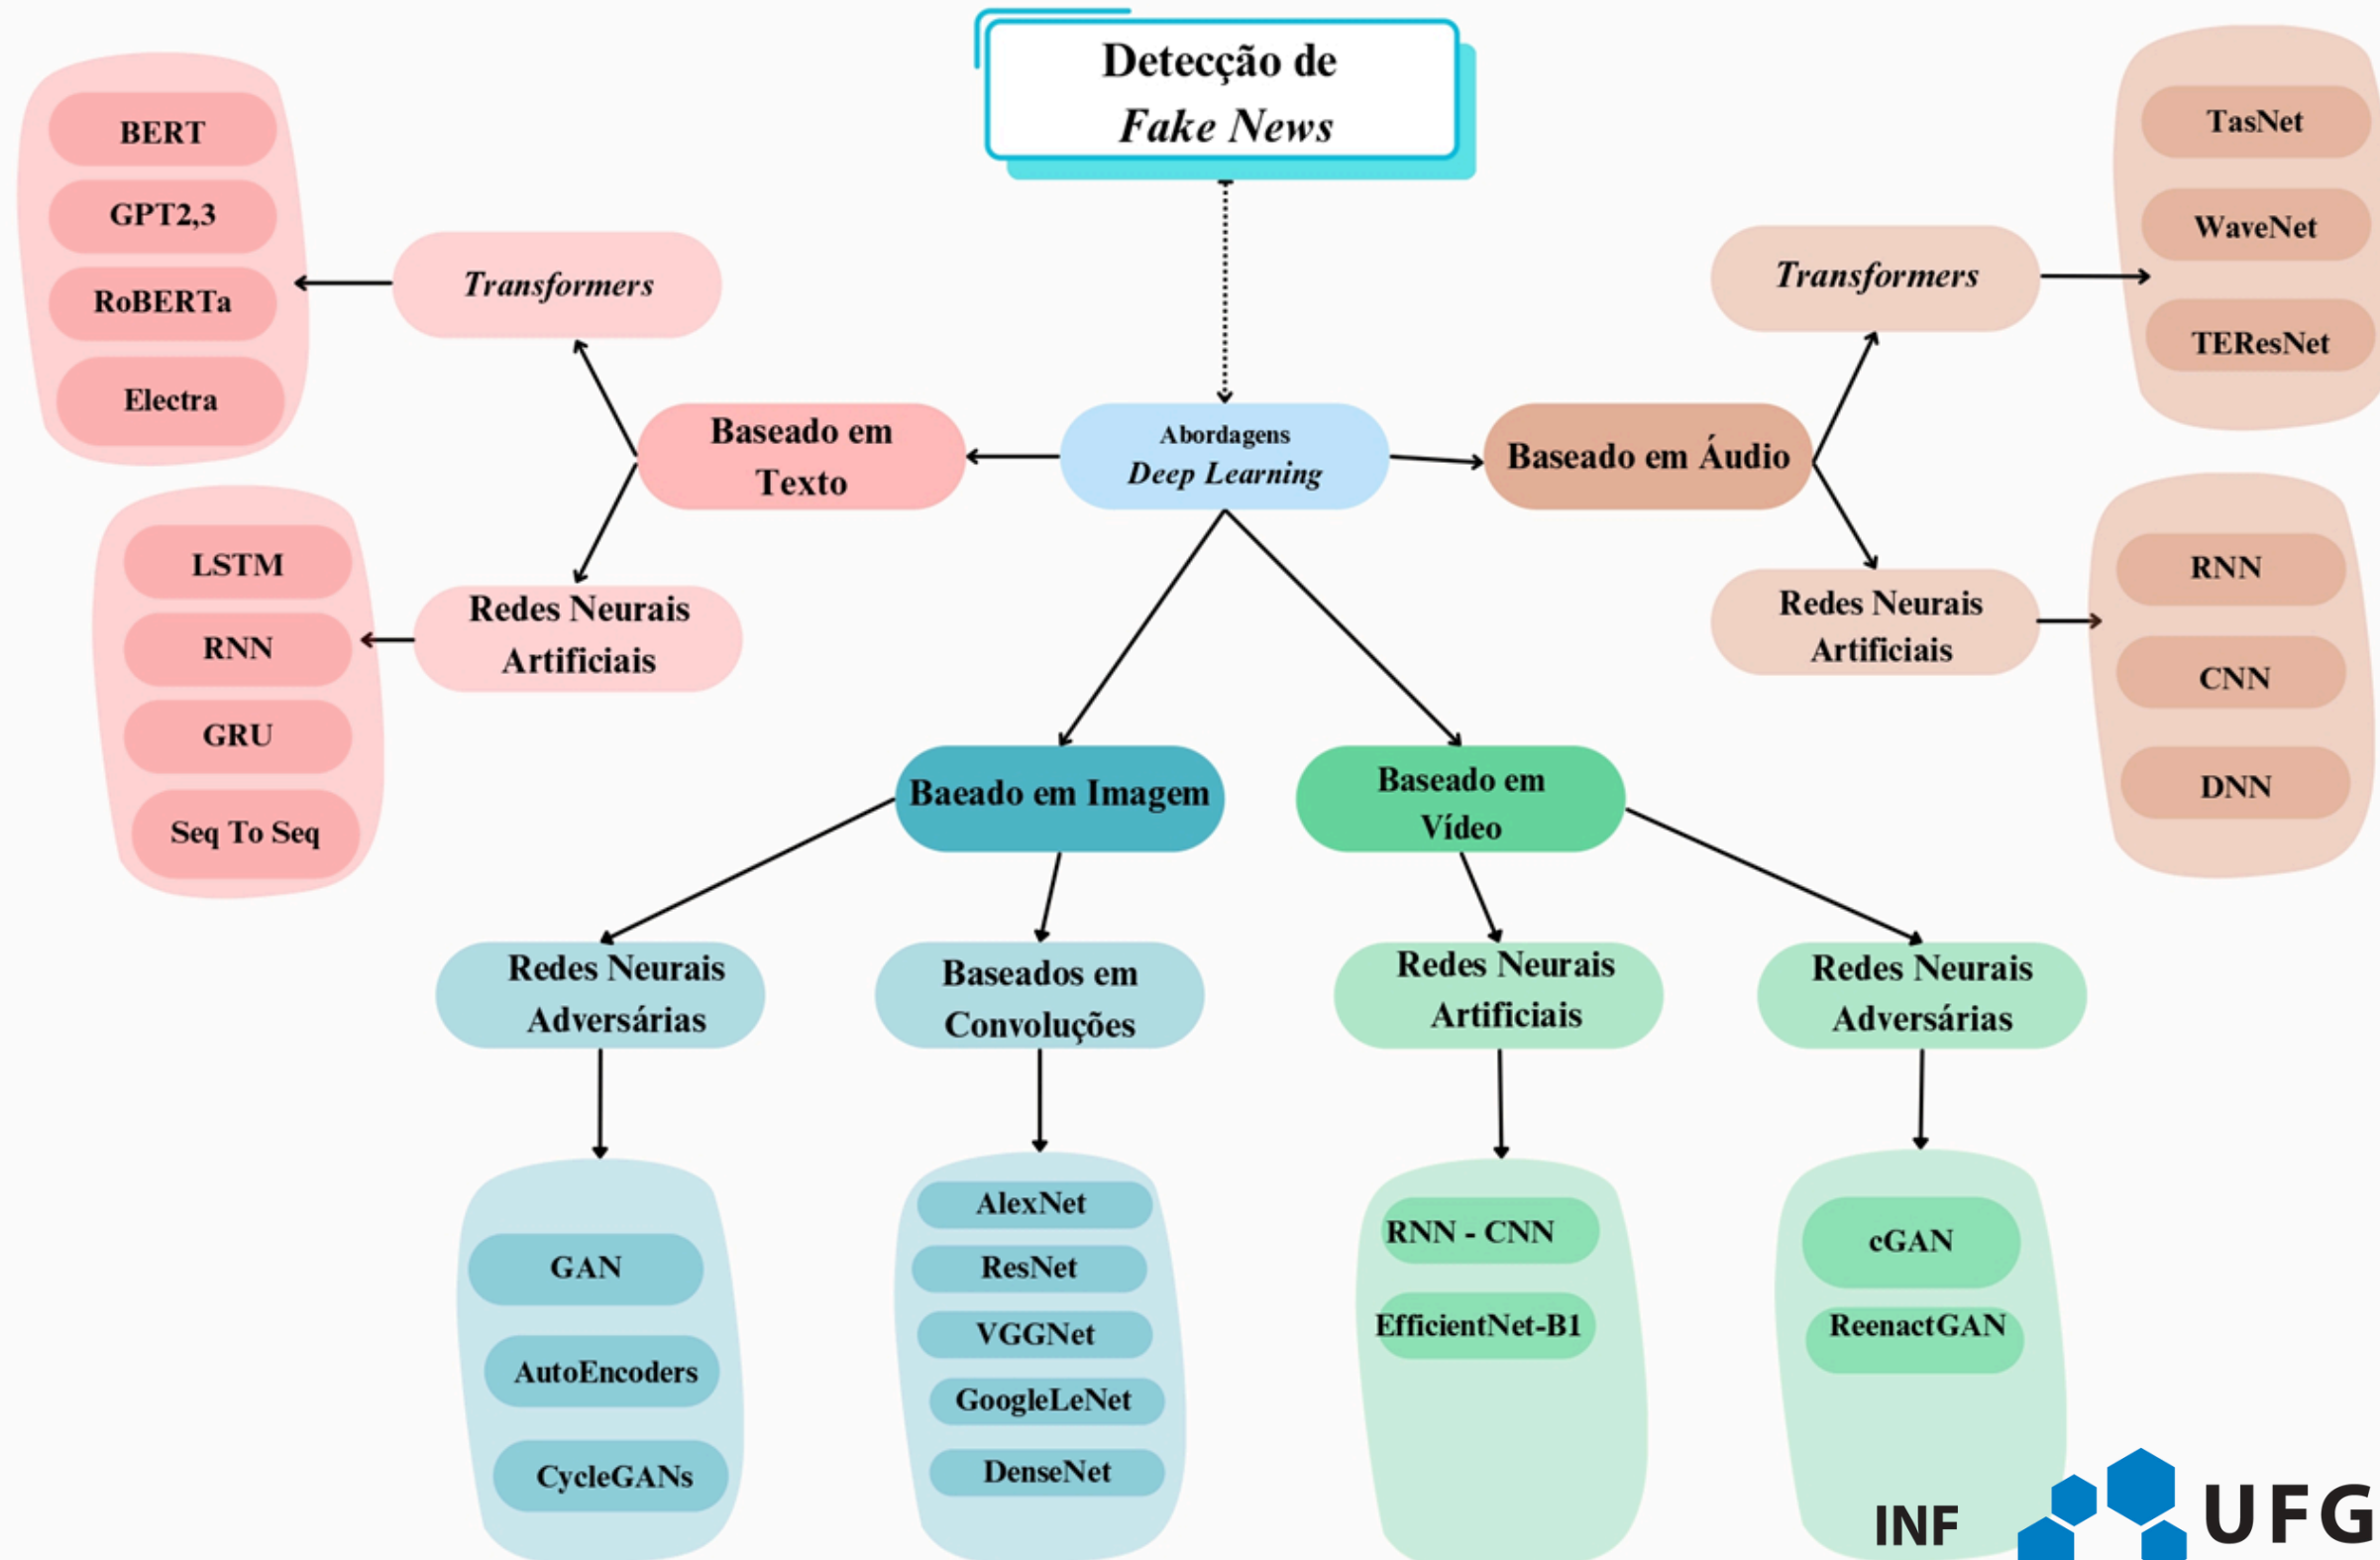 Detecção de
Fake News
Abordagens
Deep Learning
Baseado em
Texto
Transformers
BERT
GPT2,3
RoBERTa
Electra
Redes Neurais
Artificiais
LSTM
RNN
GRU
Seq To Seq
Baseado em Áudio
Transformers
TasNet
WaveNet
TEResNet
Redes Neurais
Artificiais
RNN
CNN
DNN
Baeado em Imagem
Redes Neurais
Adversárias
GAN
AutoEncoders
CycleGANs
Baseados em
Convoluções
AlexNet
ResNet
VGGNet
GoogleLeNet
DenseNet
Baseado em
Vídeo
Redes Neurais
Artificiais
RNN - CNN
EfficientNet-B1
Redes Neurais
Adversárias
cGAN
ReenactGAN
INF
UFG